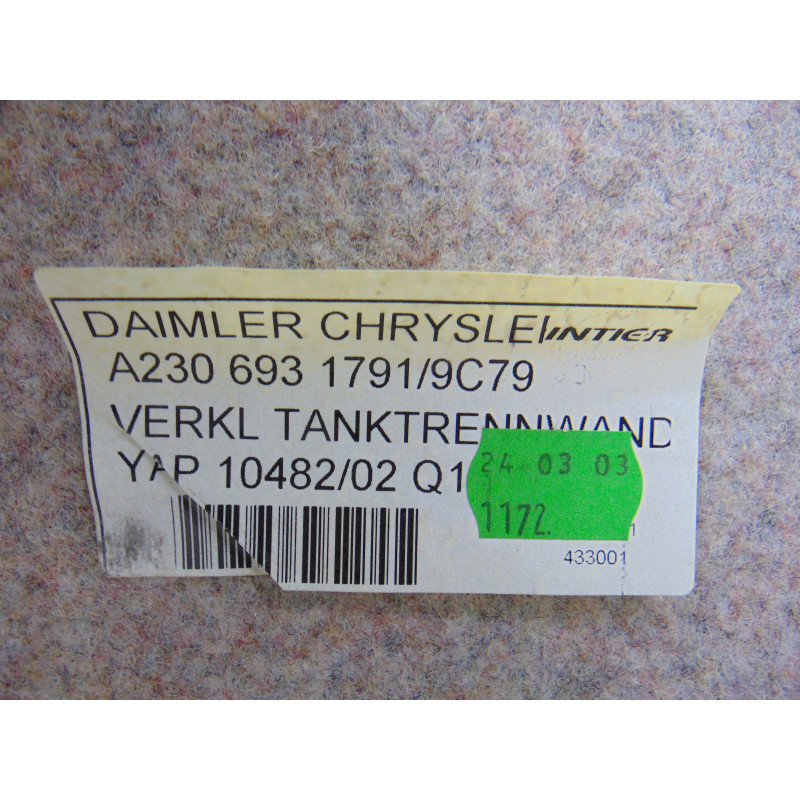 DAIMLER CHRYSLE INTIER
A230 693 1791/9C79
VERKL TANKTRENNWAND
YAP 10482/02 Q1
24 03 03
1172.
433001